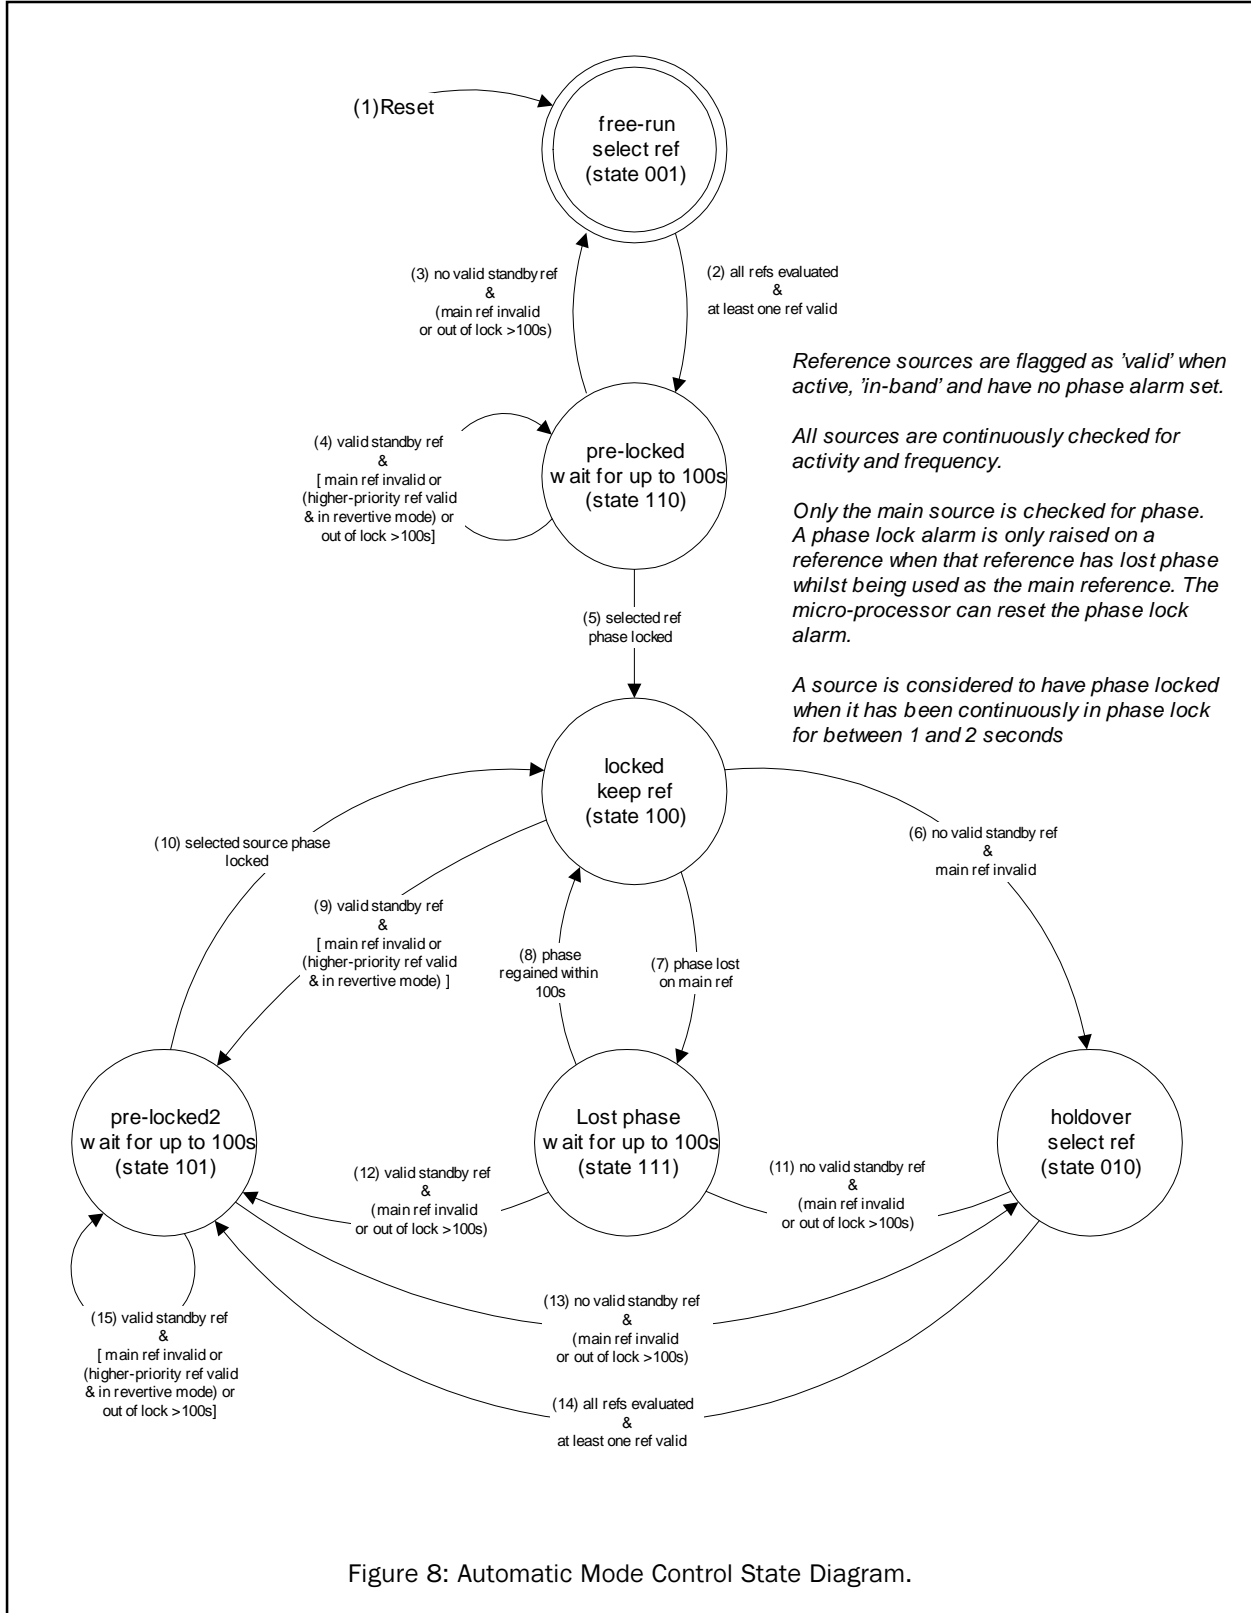 (1)Reset
free-run
select ref
(state 001)
(3) no valid standby ref
&
(main ref invalid
or out of lock >100s)
(2) all refs evaluated
&
at least one ref valid
Reference sources are flagged as 'valid' when
active, 'in-band' and have no phase alarm set.
All sources are continuously checked for
activity and frequency.
Only the main source is checked for phase.
A phase lock alarm is only raised on a
reference when that reference has lost phase
whilst being used as the main reference. The
micro-processor can reset the phase lock
alarm.
A source is considered to have phase locked
when it has been continuously in phase lock
for between 1 and 2 seconds
(4) valid standby ref
&
[ main ref invalid or
(higher-priority ref valid
& in revertive mode) or
out of lock >100s]
pre-locked
wait for up to 100s
(state 110)
(5) selected ref
phase locked
locked
keep ref
(state 100)
(10) selected source phase
locked
(6) no valid standby ref
&
main ref invalid
(9) valid standby ref
&
[ main ref invalid or
(higher-priority ref valid
& in revertive mode) ]
(8) phase
regained within
100s
(7) phase lost
on main ref
pre-locked2
wait for up to 100s
(state 101)
Lost phase
wait for up to 100s
(state 111)
holdover
select ref
(state 010)
(12) valid standby ref
&
(main ref invalid
or out of lock >100s)
(11) no valid standby ref
&
(main ref invalid
or out of lock >100s)
(15) valid standby ref
&
[ main ref invalid or
(higher-priority ref valid
& in revertive mode) or
out of lock >100s]
(13) no valid standby ref
&
(main ref invalid
or out of lock >100s)
(14) all refs evaluated
&
at least one ref valid
Figure 8: Automatic Mode Control State Diagram.